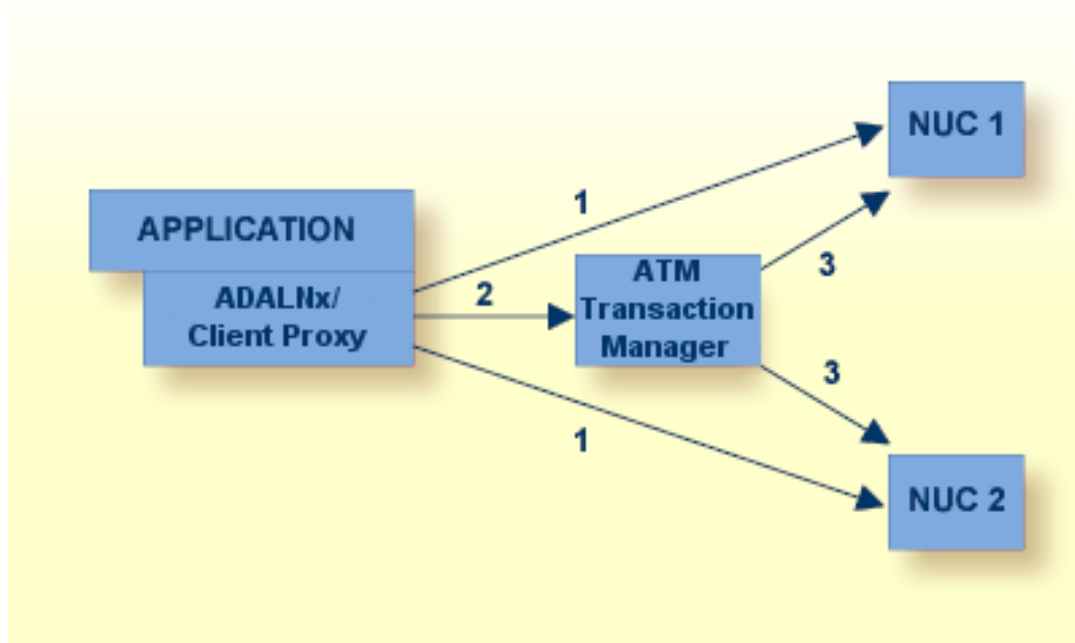 NUC 1
1
APPLICATION
3
ATM
Transaction
Manager
2
ADALNx/
Client Proxy
3
1
NUC 2